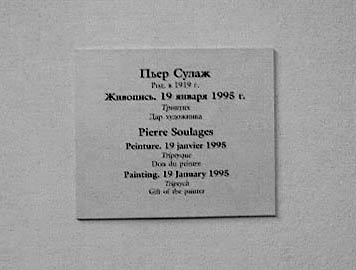 Пьер Сулаж
Род. в 1919 г.
Живопись. 19 января 1995 г.
Триптих
Дар художника
Pierre Soulages
Peinture. 19 janvier 1995
Triptyque
Don du peintre
Painting. 19 January 1995
Triptych
Gift of the painter